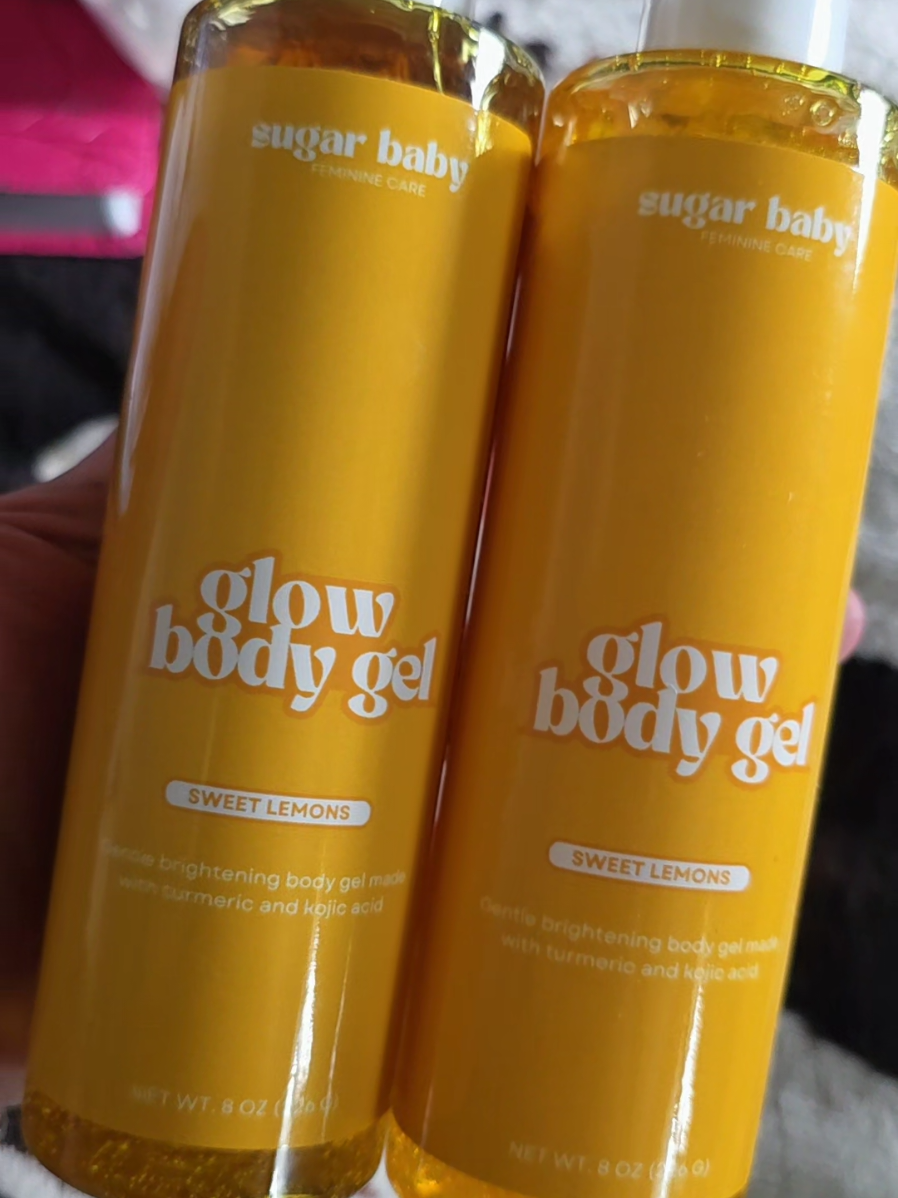 sugar baby
FEMININE CARE
glow
body gel
SWEET LEMONS
Gentle brightening body gel made
with turmeric and kojic acid
NET WT. 8 OZ (226 G)
sugar baby
FEMININE CARE
glow
body gel
SWEET LEMONS
Gentle brightening body gel made
with turmeric and kojic acid
NET WT. 8 OZ (226 G)